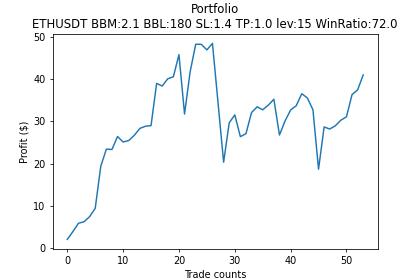 Portfolio
ETHUSDT BBM:2.1 BBL:180 SL:1.4 TP:1.0 lev:15 WinRatio:72.0
50
40
30
20
10
0
Profit ($)
0 10 20 30 40 50
Trade counts